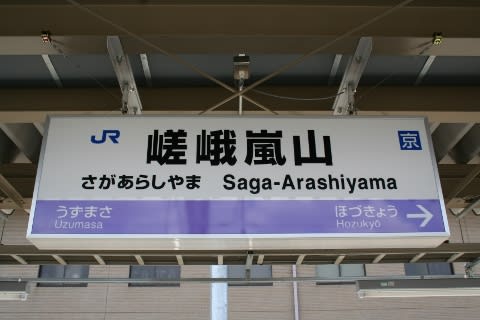 JR 嵯峨嵐山 京
さがあらしやま Saga-Arashiyama
うずまさ ほづきょう →
Uzumasa Hozukyō